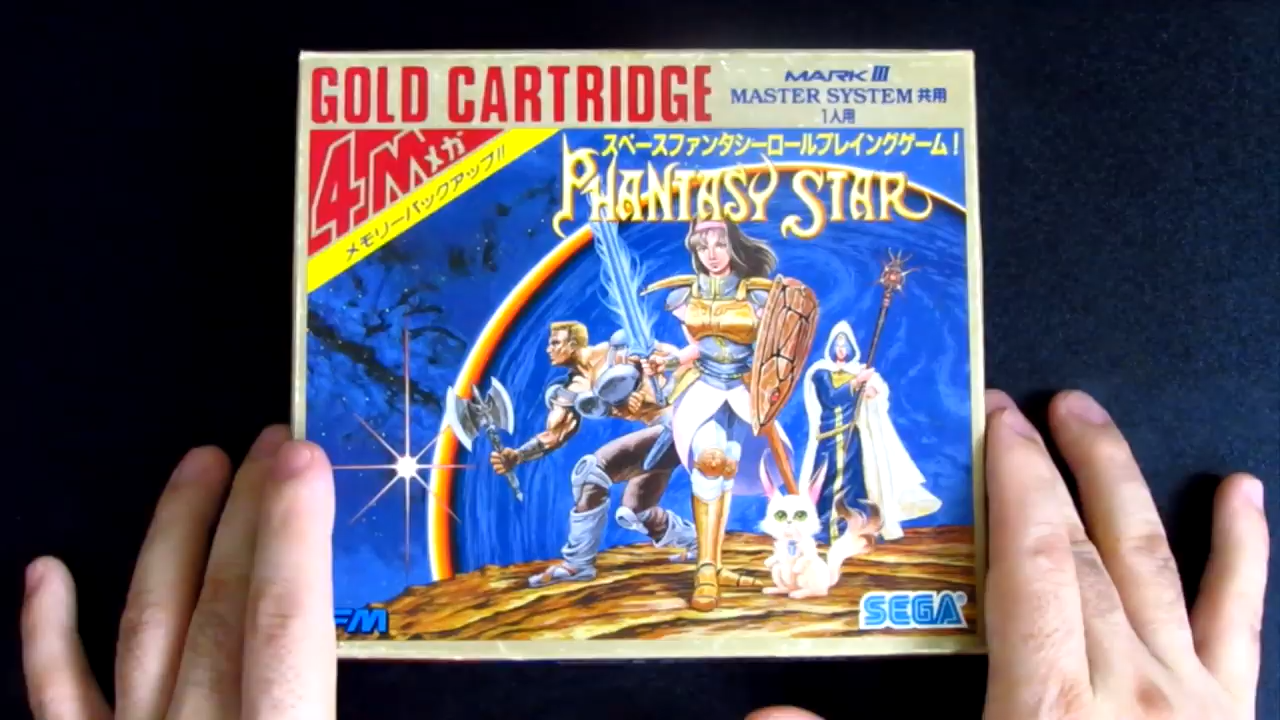 GOLD CARTRIDGE
MARK III
MASTER SYSTEM 共用
1人用
4Mメガ
メモリーバックアップ!!
スペースファンタジーロールプレイングゲーム!
PHANTASY STAR
FM
SEGA®